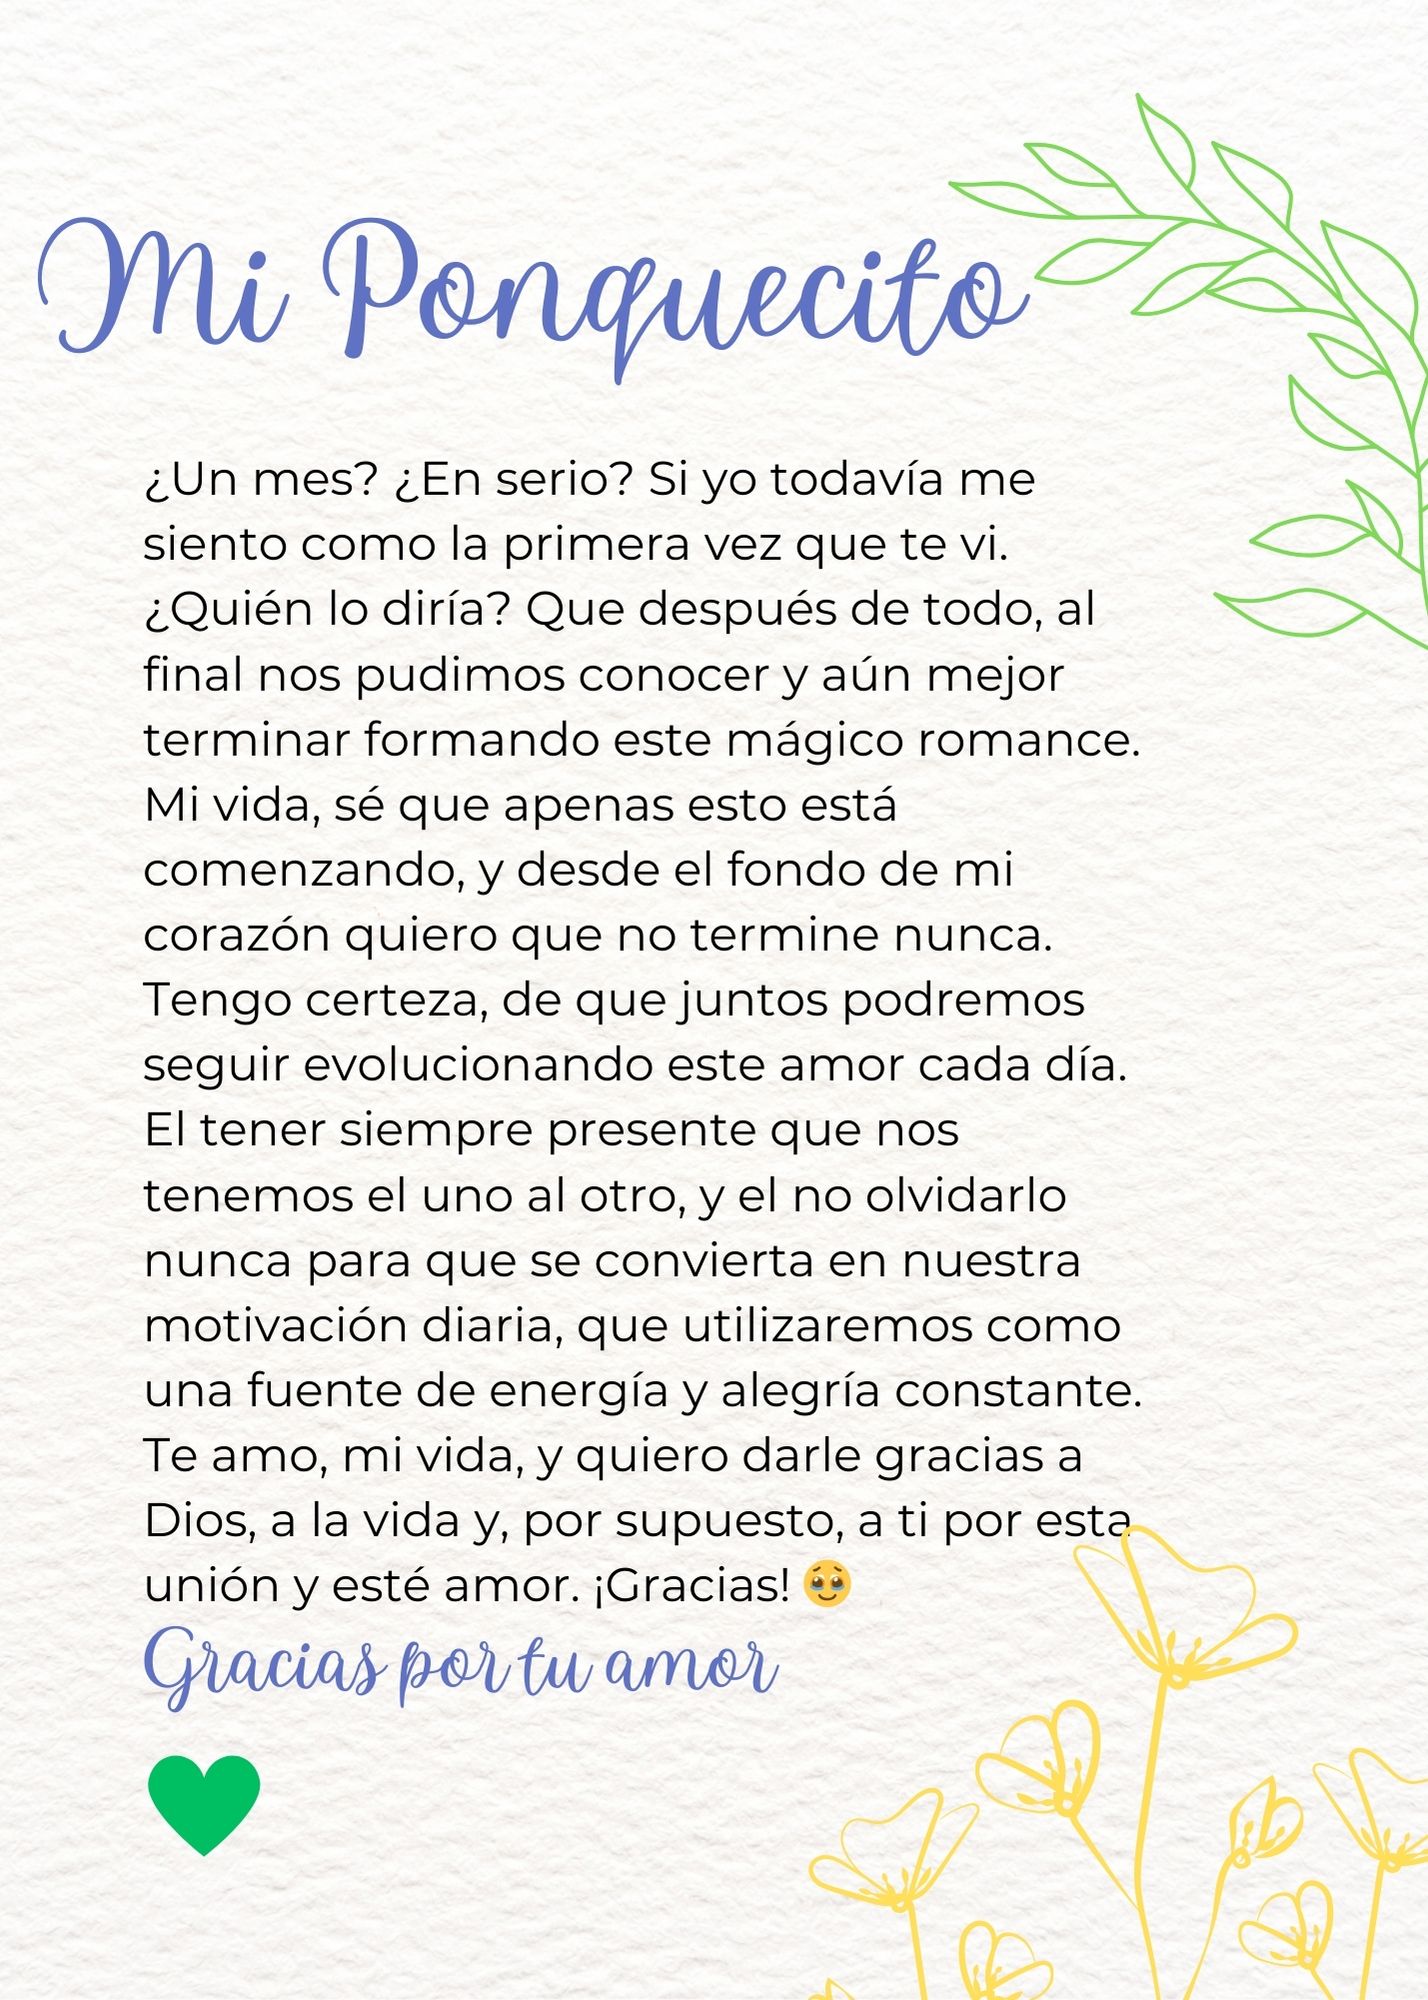 Mi Ponquecito
¿Un mes? ¿En serio? Si yo todavía me
siento como la primera vez que te vi.
¿Quién lo diría? Que después de todo, al
final nos pudimos conocer y aún mejor
terminar formando este mágico romance.
Mi vida, sé que apenas esto está
comenzando, y desde el fondo de mi
corazón quiero que no termine nunca.
Tengo certeza, de que juntos podremos
seguir evolucionando este amor cada día.
El tener siempre presente que nos
tenemos el uno al otro, y el no olvidarlo
nunca para que se convierta en nuestra
motivación diaria, que utilizaremos como
una fuente de energía y alegría constante.
Te amo, mi vida, y quiero darle gracias a
Dios, a la vida y, por supuesto, a ti por esta
unión y esté amor. ¡Gracias! 🥹
Gracias por tu amor